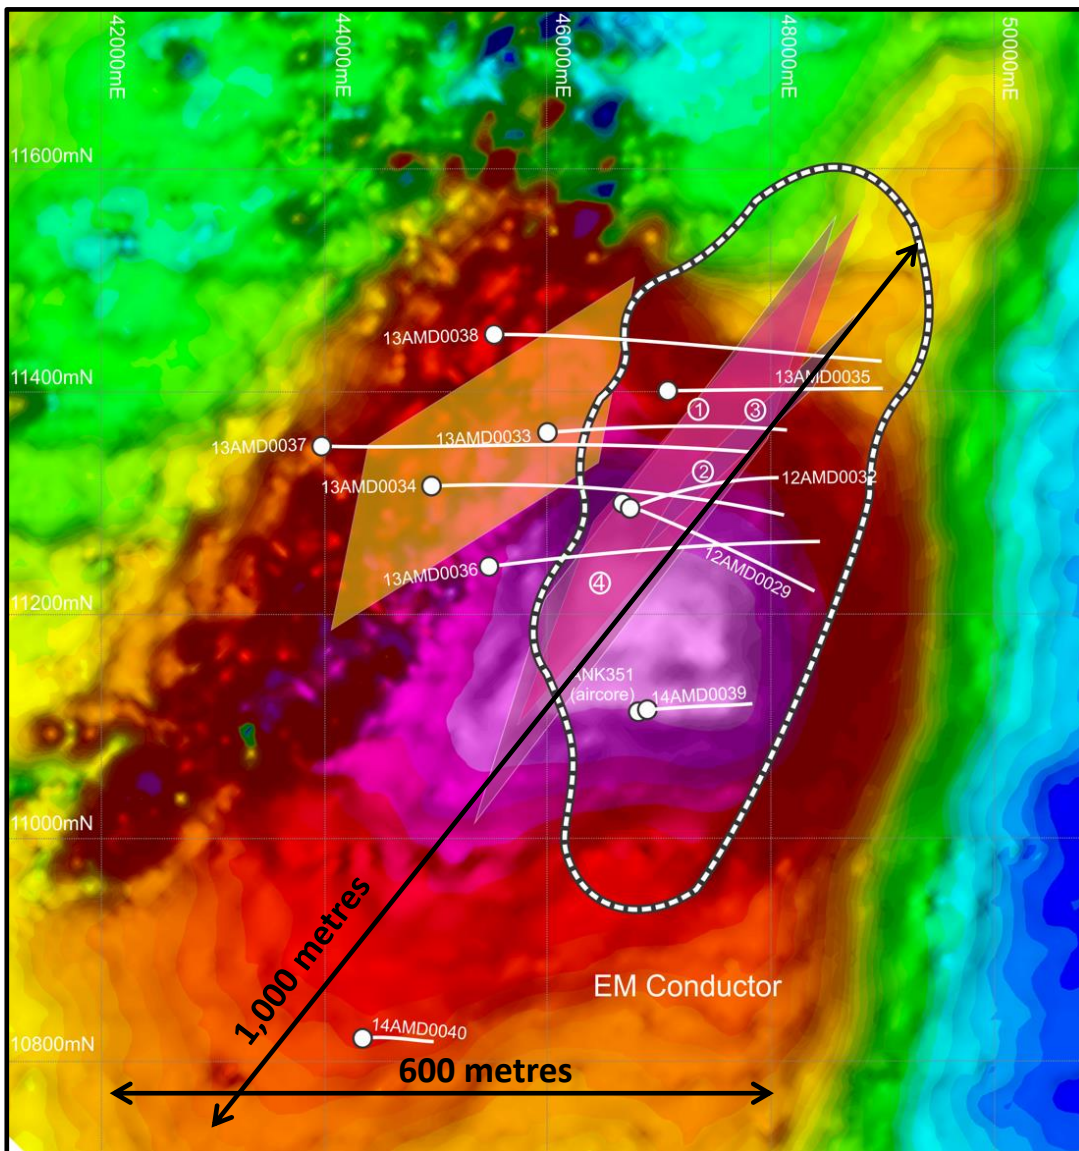 42000mE
44000mE
46000mE
48000mE
50000mE
11600mN
13AMD0038
11400mN
13AMD0035
①
③
13AMD0033
13AMD0037
②
12AMD0032
13AMD0034
12AMD0029
13AMD0036
④
11200mN
ANK351
(aircore)
14AMD0039
11000mN
1,000 metres
EM Conductor
14AMD0040
10800mN
600 metres